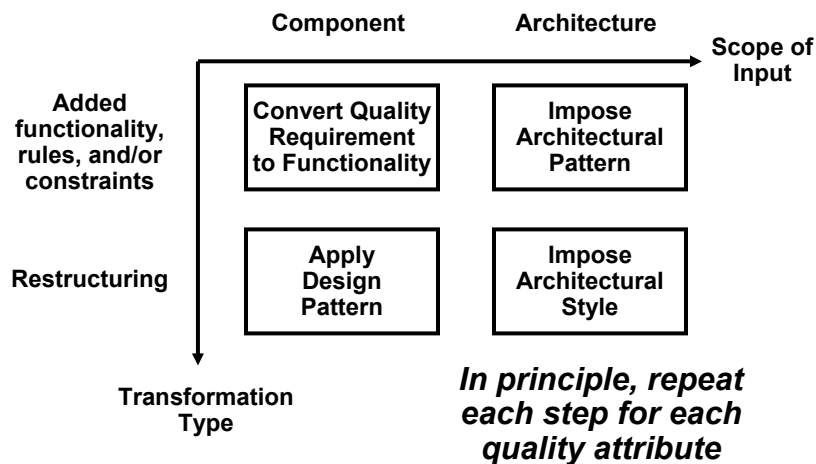 Component
Architecture
Scope of
Input
Added
functionality,
rules, and/or
constraints
Convert Quality
Requirement
to Functionality
Impose
Architectural
Pattern
Restructuring
Apply
Design
Pattern
Impose
Architectural
Style
Transformation
Type
In principle, repeat
each step for each
quality attribute